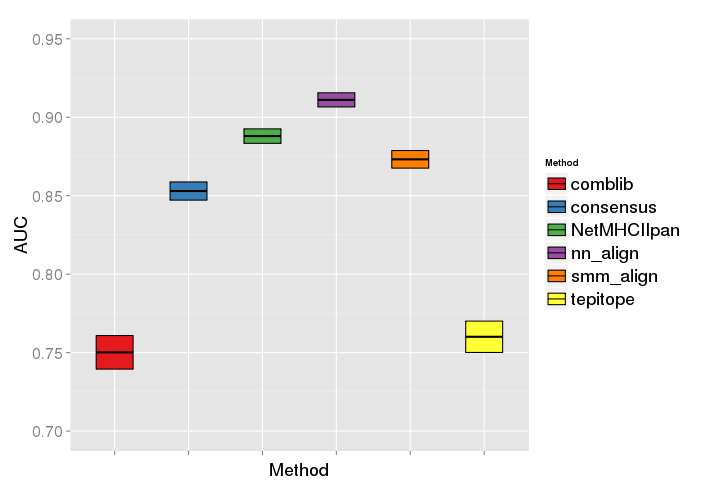 0.95
0.90
0.85
0.80
0.75
0.70
AUC
Method
Method
comblib
consensus
NetMHCIIpan
nn_align
smm_align
tepitope